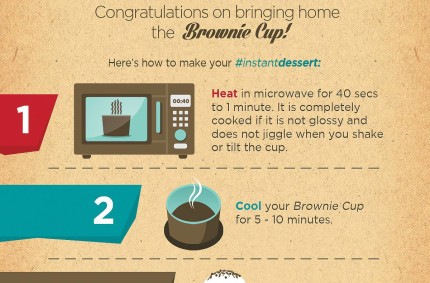 Congratulations on bringing home
the Brownie Cup!
Here's how to make your #instantdessert:
1
00:40
Heat in microwave for 40 secs
to 1 minute. It is completely
cooked if it is not glossy and
does not jiggle when you shake
or tilt the cup.
2
Cool your Brownie Cup
for 5 - 10 minutes.